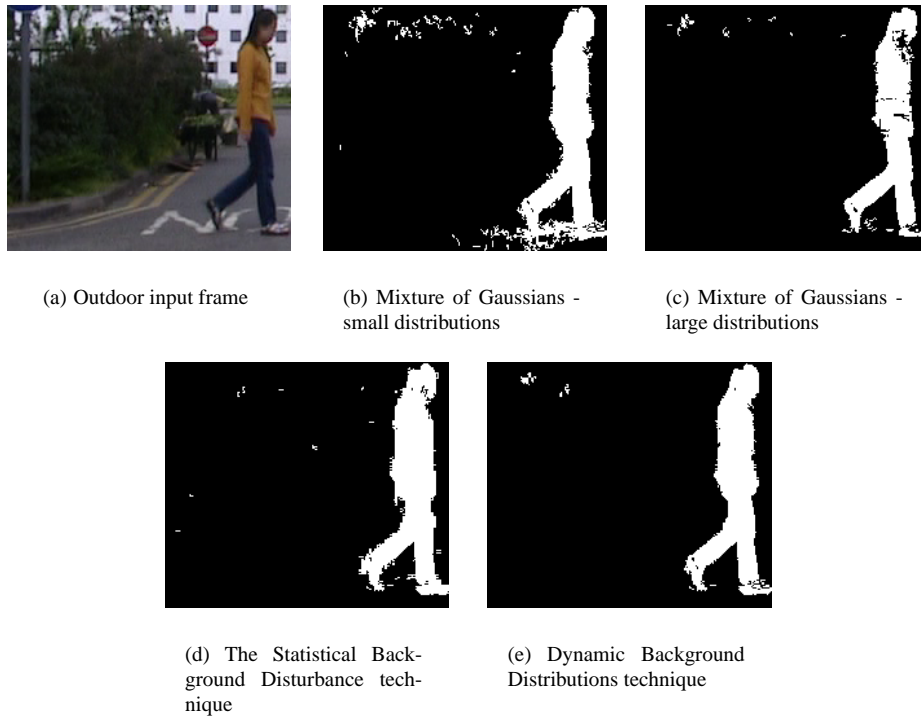 (a) Outdoor input frame
(b) Mixture of Gaussians -
small distributions
(c) Mixture of Gaussians -
large distributions
(d) The Statistical Back-
ground Disturbance tech-
nique
(e) Dynamic Background
Distributions technique